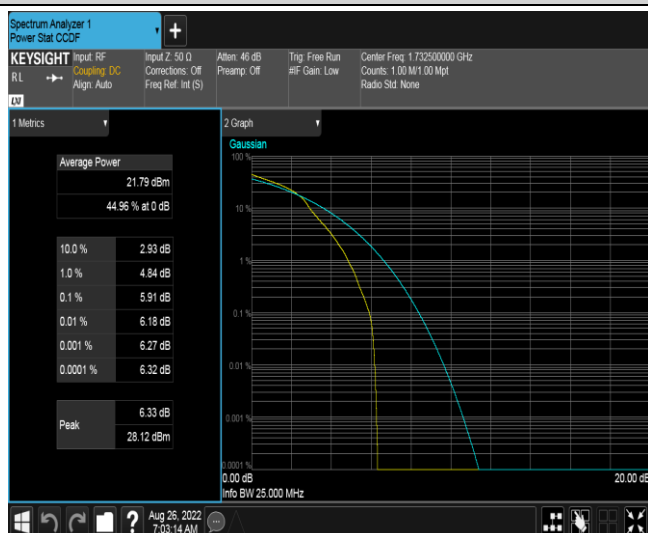 Spectrum Analyzer 1
Power Stat CCDF
KEYSIGHT
RL
LXI
Input: RF
Coupling: DC
Align: Auto
Input Z: 50 Ω
Corrections: Off
Freq Ref: Int (S)
Atten: 46 dB
Preamp: Off
Trig: Free Run
#IF Gain: Low
Center Freq: 1.732500000 GHz
Counts: 1.00 M/1.00 Mpt
Radio Std: None
1 Metrics
Average Power
21.79 dBm
44.96 % at 0 dB
10.0 % 2.93 dB
1.0 % 4.84 dB
0.1 % 5.91 dB
0.01 % 6.18 dB
0.001 % 6.27 dB
0.0001 % 6.32 dB
Peak
6.33 dB
28.12 dBm
2 Graph
Gaussian
100 %
10 %
1 %
0.1 %
0.01 %
0.001 %
0.0001 %
0.00 dB 20.00 dB
Info BW 25.000 MHz
Aug 26, 2022
7:03:14 AM